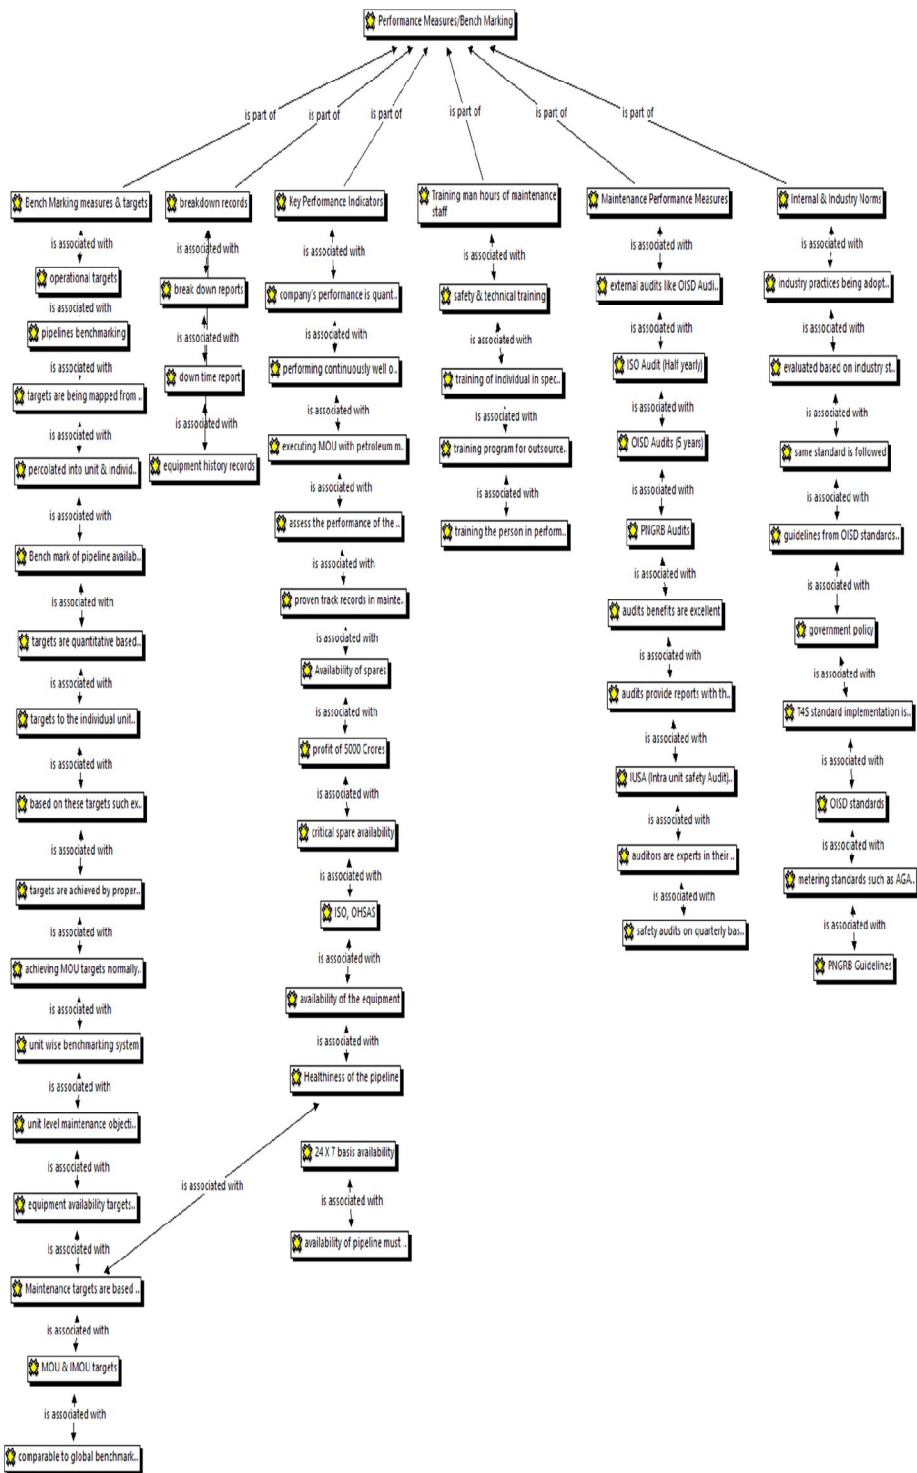 Performance Measures/Bench Marking
is part of
is part of
is part of
is part of
is part of
is part of
Bench Marking measures & targets
is associated with
operational targets
is associated with
pipelines benchmarking
is associated with
targets are being mapped from ..
is associated with
percolated into unit & individ..
is associated with
Bench mark of pipeline availab..
is associated with
targets are quantitative based..
is associated with
targets to the individual unit..
is associated with
based on these targets such ex..
is associated with
targets are achieved by proper..
is associated with
achieving MOU targets normally..
is associated with
unit wise benchmarking system
is associated with
unit level maintenance objecti..
is associated with
equipment availability targets..
is associated with
Maintenance targets are based ..
is associated with
MOU & IMOU targets
is associated with
comparable to global benchmark..
breakdown records
is associated with
break down reports
is associated with
down time report
is associated with
equipment history records
Key Performance Indicators
is associated with
company's performance is quant..
is associated with
performing continuously well o..
is associated with
executing MOU with petroleum m..
is associated with
assess the performance of the ..
is associated with
proven track records in mainte..
is associated with
Availability of spares
is associated with
profit of 5000 Crores
is associated with
critical spare availability
is associated with
ISO, OHSAS
is associated with
availability of the equipment
is associated with
Healthiness of the pipeline
is associated with
24 X 7 basis availability
is associated with
availability of pipeline must ..
Training man hours of maintenance
staff
is associated with
safety & technical training
is associated with
training of individual in spec..
is associated with
training program for outsource..
is associated with
training the person in perform..
Maintenance Performance Measures
is associated with
external audits like OISD Audi..
is associated with
ISO Audit (Half yearly)
is associated with
OISD Audits (5 years)
is associated with
PNGRB Audits
is associated with
audits benefits are excellent
is associated with
audits provide reports with th..
is associated with
IUSA (Intra unit safety Audit)..
is associated with
auditors are experts in their ..
is associated with
safety audits on quarterly bas..
Internal & Industry Norms
is associated with
industry practices being adopt..
is associated with
evaluated based on industry st..
is associated with
same standard is followed
is associated with
guidelines from OISD standards..
is associated with
government policy
is associated with
T4S standard implementation is..
is associated with
OISD standards
is associated with
metering standards such as AGA..
is associated with
PNGRB Guidelines